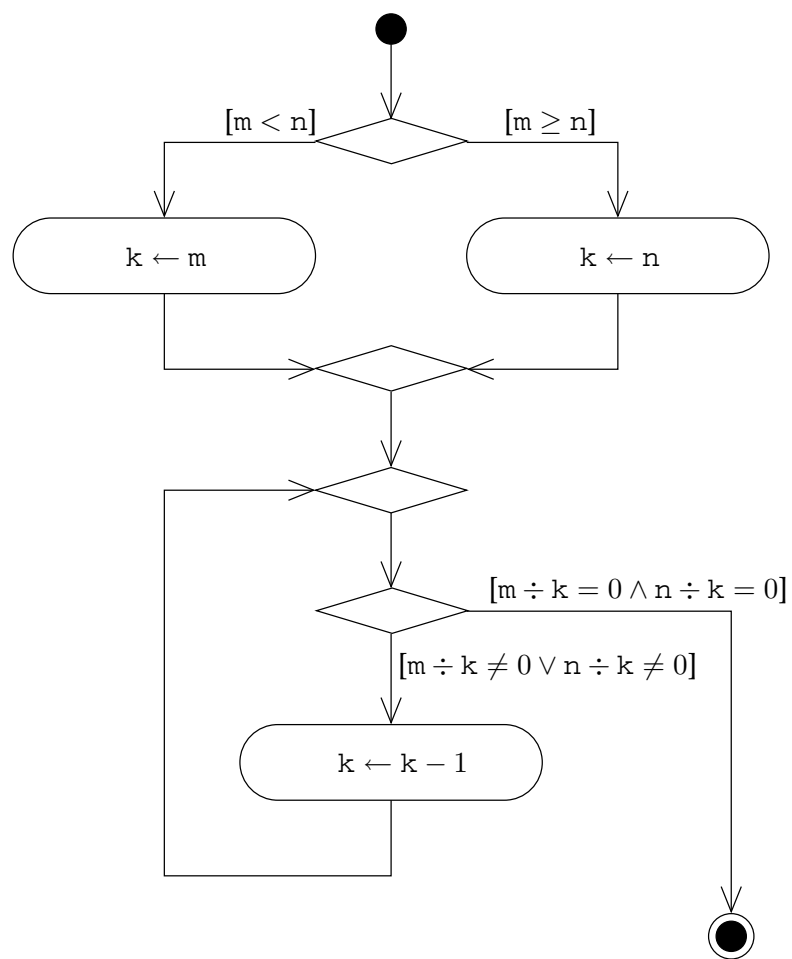 [m < n]
[m ≥ n]
k ← m
k ← n
[m ÷ k = 0 ∧ n ÷ k = 0]
[m ÷ k ≠ 0 ∨ n ÷ k ≠ 0]
k ← k − 1